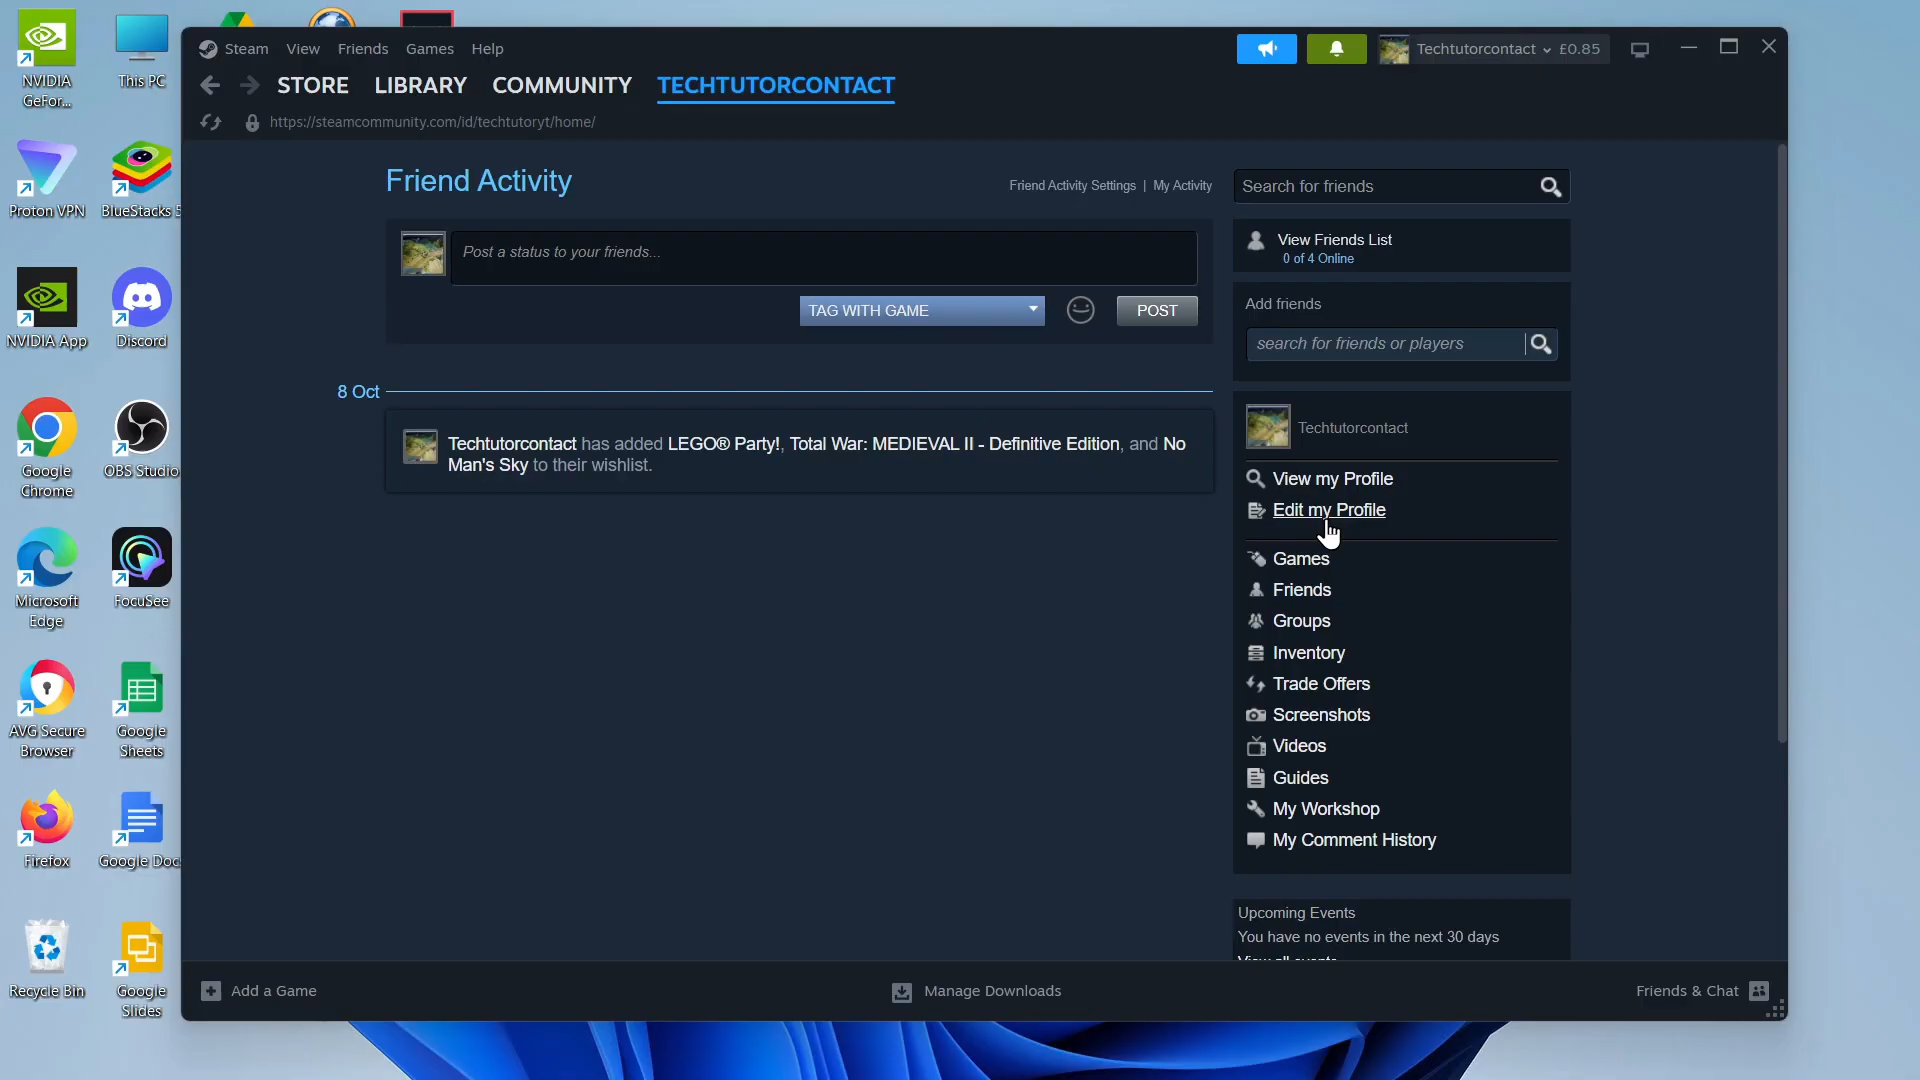 NVIDIA
GeFor...
This PC
Proton VPN
BlueStacks 5
NVIDIA App
Discord
Google
Chrome
OBS Studio
Microsoft
Edge
FocuSee
AVG Secure
Browser
Google
Sheets
Firefox
Google Doc
Recycle Bin
Google
Slides
Steam View Friends Games Help
Techtutorcontact £0.85
STORE LIBRARY COMMUNITY TECHTUTORCONTACT
https://steamcommunity.com/id/techtutoryt/home/
Friend Activity
Friend Activity Settings | My Activity
Post a status to your friends...
TAG WITH GAME
POST
8 Oct
Techtutorcontact has added LEGO® Party!, Total War: MEDIEVAL II - Definitive Edition, and No
Man's Sky to their wishlist.
Search for friends
View Friends List
0 of 4 Online
Add friends
search for friends or players
Techtutorcontact
View my Profile
Edit my Profile
Games
Friends
Groups
Inventory
Trade Offers
Screenshots
Videos
Guides
My Workshop
My Comment History
Upcoming Events
You have no events in the next 30 days
View all events
Add a Game
Manage Downloads
Friends & Chat